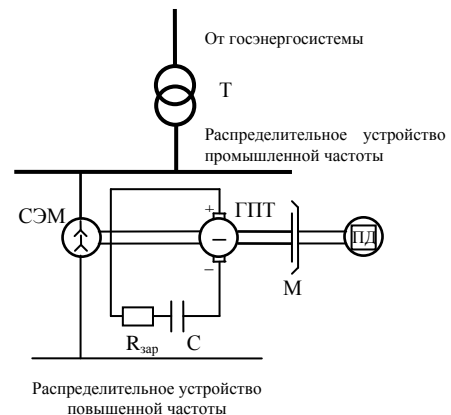 От госэнергосистемы
Т
Распределительное устройство
промышленной частоты
СЭМ
+
ГПТ
ПД
–
–
М
Rзар
С
Распределительное устройство
повышенной частоты